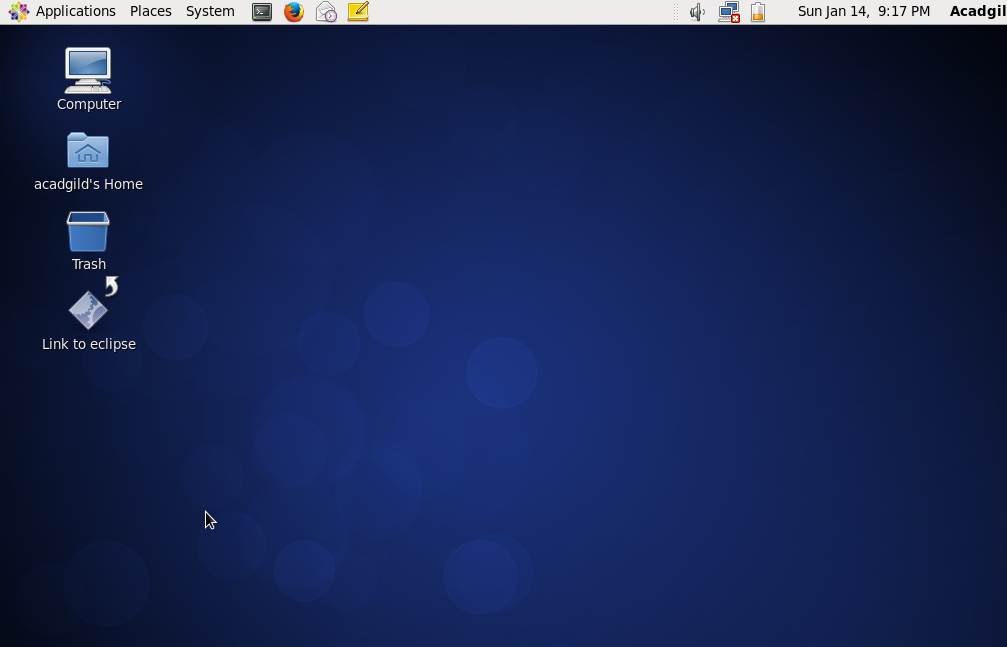 Applications Places System Sun Jan 14, 9:17 PM Acadgil
Computer
acadgild's Home
Trash
Link to eclipse